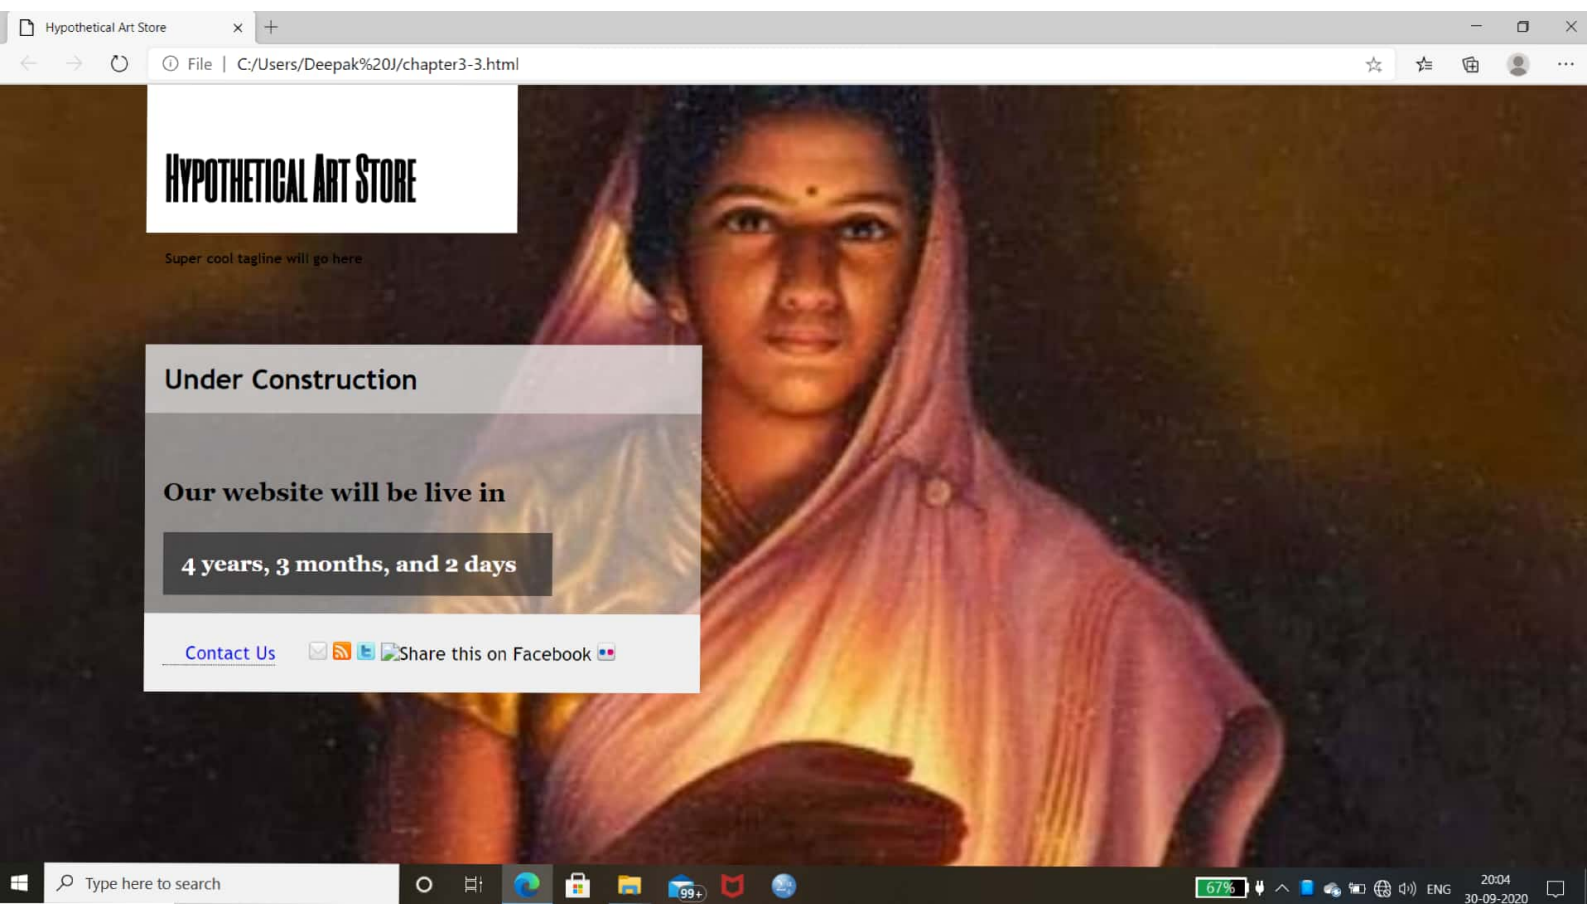 Hypothetical Art Store
File | C:/Users/Deepak%20J/chapter3-3.html
HYPOTHETICAL ART STORE
Super cool tagline will go here
Under Construction
Our website will be live in
4 years, 3 months, and 2 days
Contact Us Share this on Facebook
Type here to search
99+
67%
ENG
20:04
30-09-2020